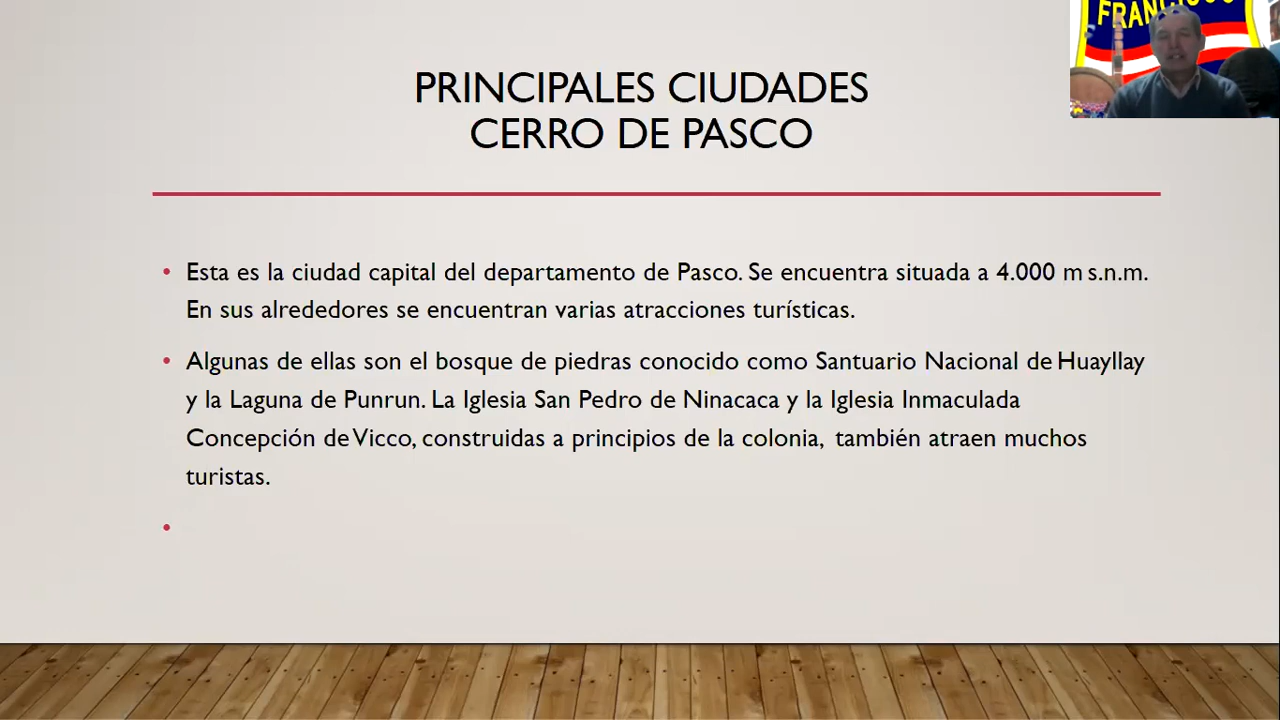 FRANCISCO
PRINCIPALES CIUDADES
CERRO DE PASCO
• Esta es la ciudad capital del departamento de Pasco. Se encuentra situada a 4.000 m s.n.m.
En sus alrededores se encuentran varias atracciones turísticas.
• Algunas de ellas son el bosque de piedras conocido como Santuario Nacional de Huayllay
y la Laguna de Punrun. La Iglesia San Pedro de Ninacaca y la Iglesia Inmaculada
Concepción de Vicco, construidas a principios de la colonia, también atraen muchos
turistas.
•